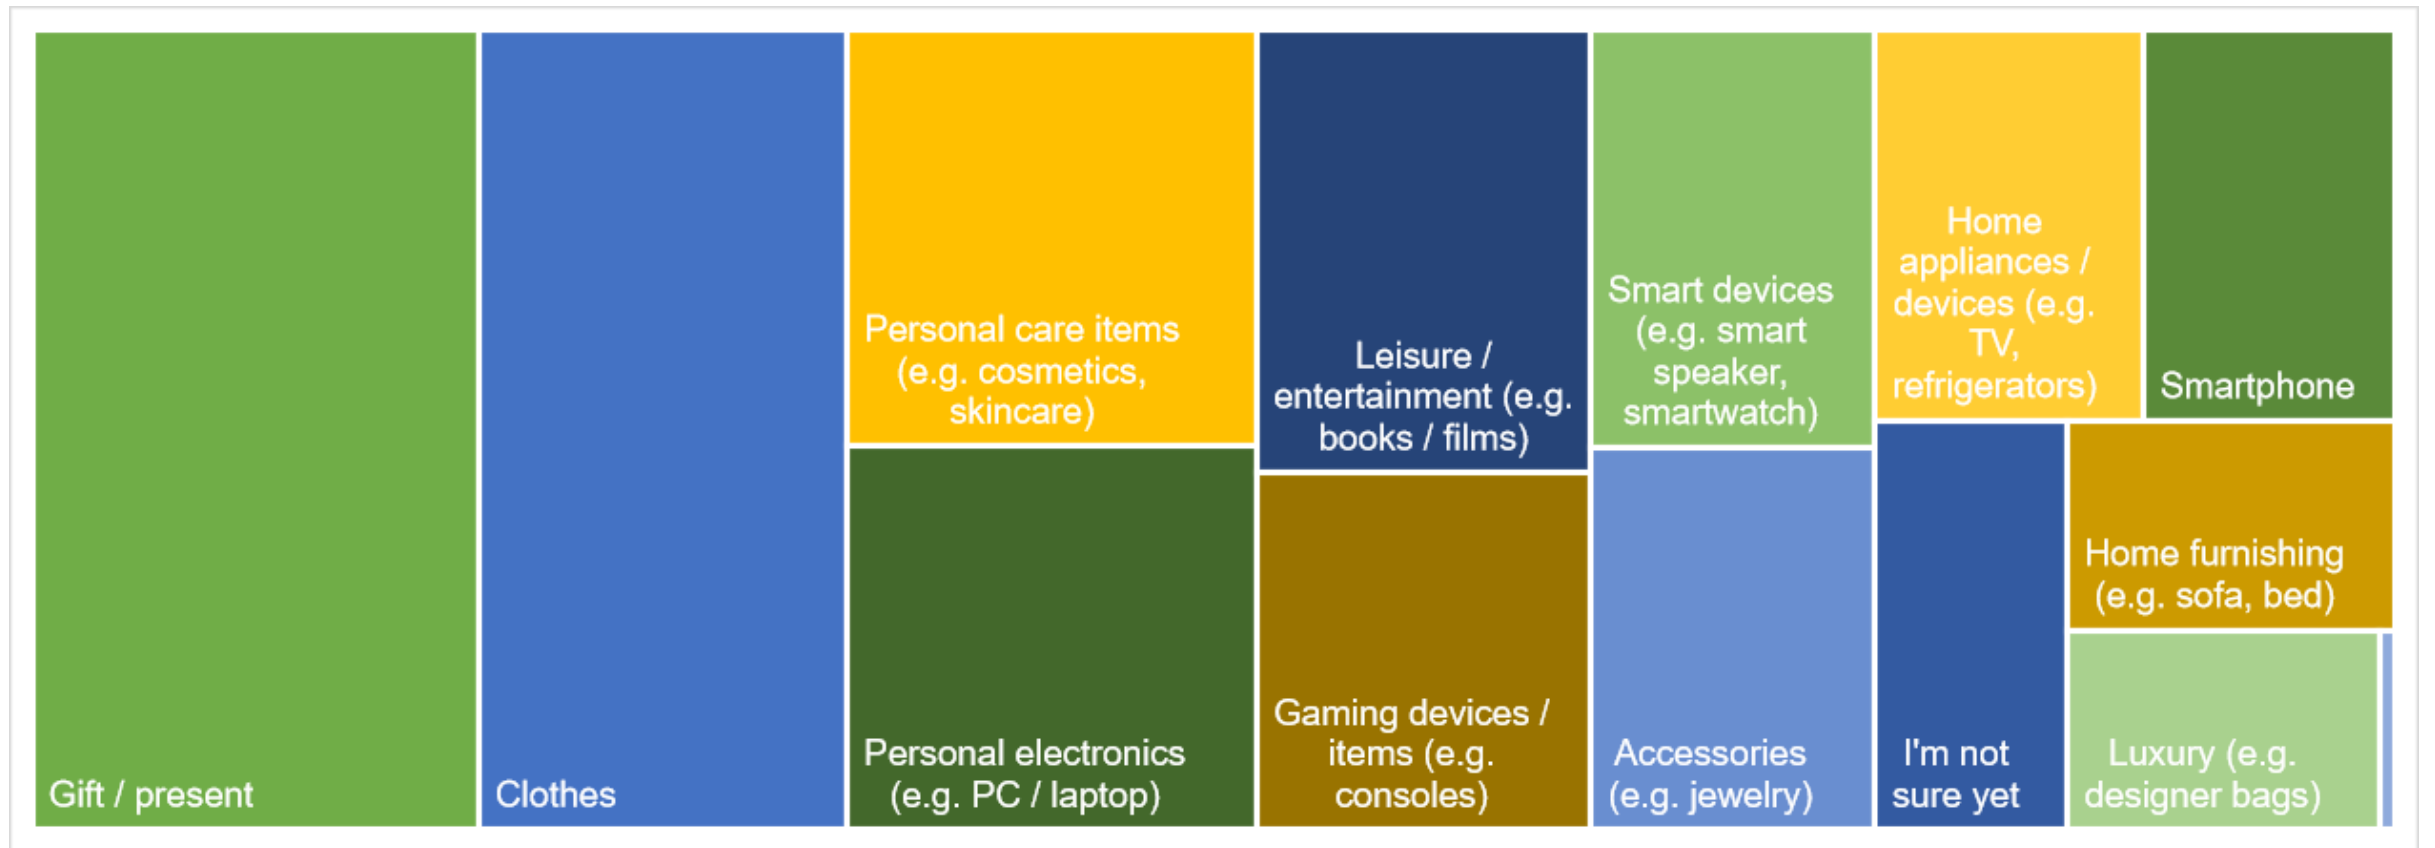 Gift / present
Clothes
Personal care items
(e.g. cosmetics,
skincare)
Personal electronics
(e.g. PC / laptop)
Leisure /
entertainment (e.g.
books / films)
Gaming devices /
items (e.g.
consoles)
Smart devices
(e.g. smart
speaker,
smartwatch)
Accessories
(e.g. jewelry)
Home
appliances /
devices (e.g.
TV,
refrigerators)
Smartphone
I'm not
sure yet
Home furnishing
(e.g. sofa, bed)
Luxury (e.g.
designer bags)